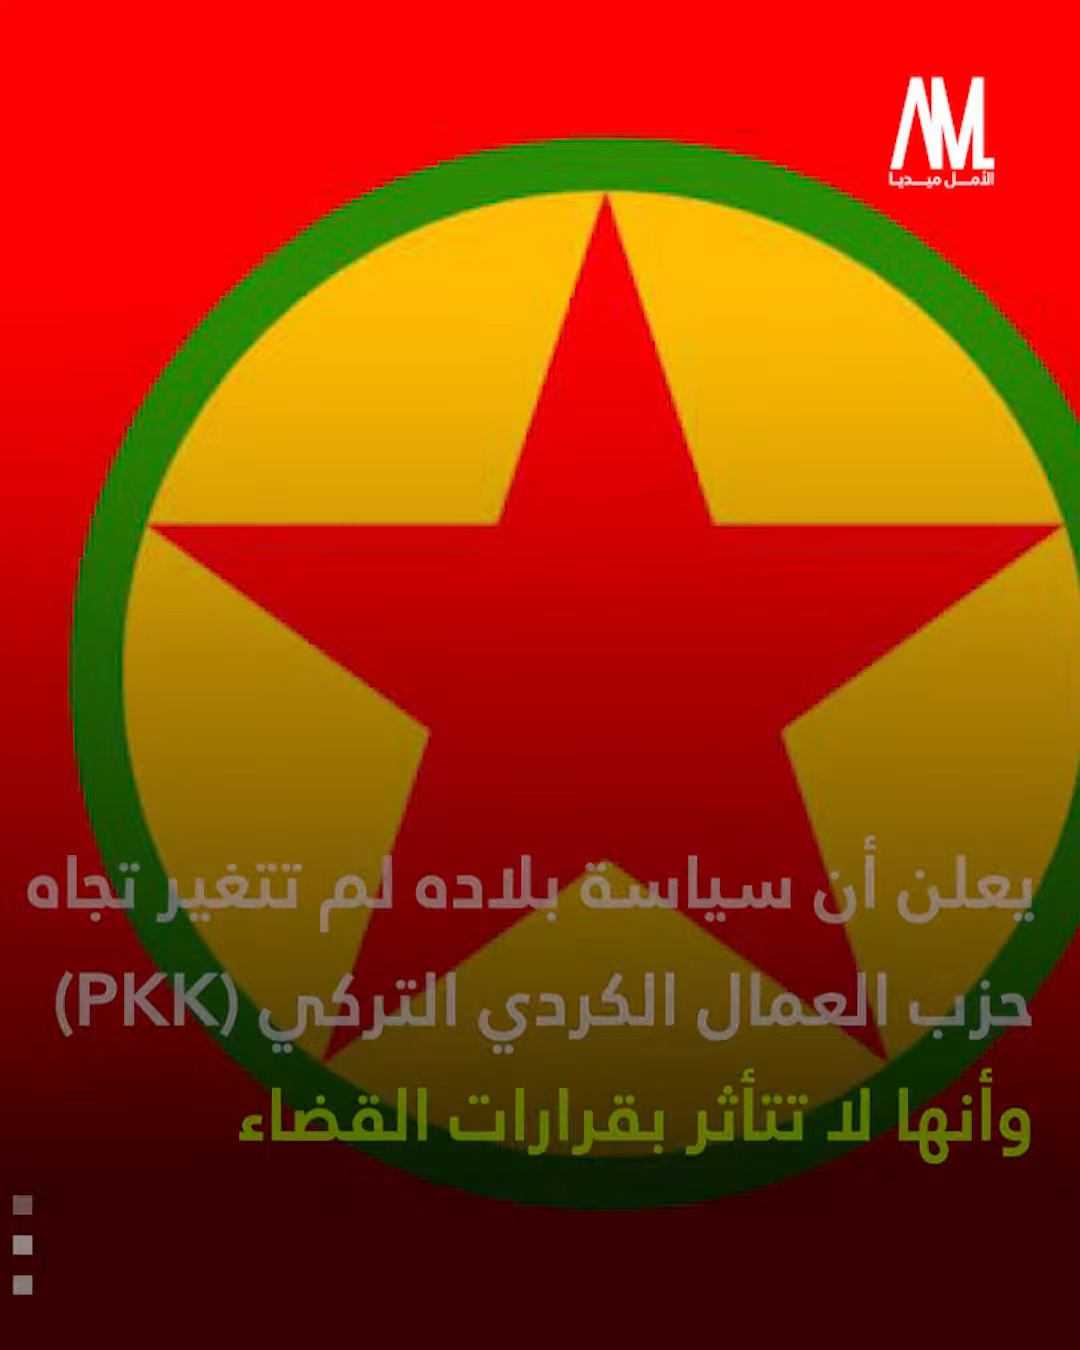 AM
الأمل ميديا
يعلن أن سياسة بلاده لم تتغير تجاه
حزب العمال الكردي التركي (PKK)
وأنها لا تتأثر بقرارات القضاء